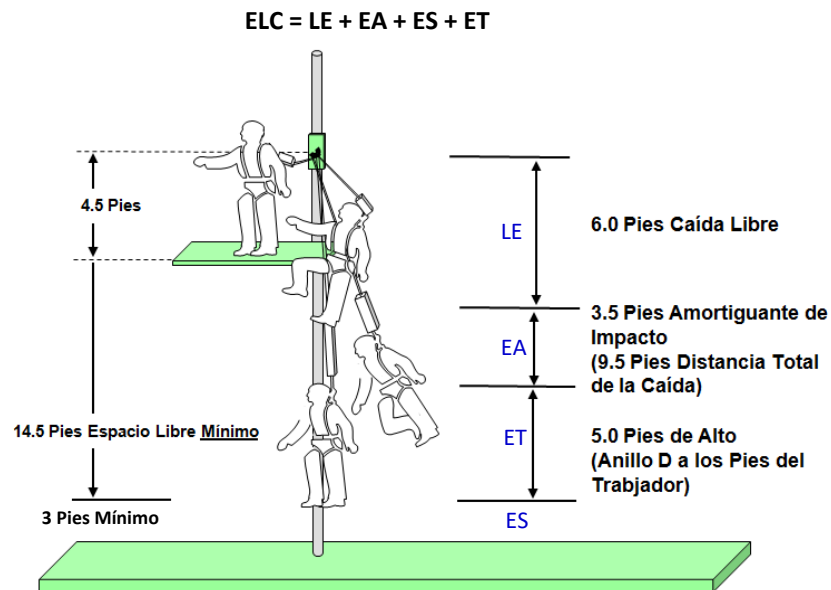 ELC = LE + EA + ES + ET
4.5 Pies
LE
6.0 Pies Caída Libre
EA
3.5 Pies Amortiguante de
Impacto
(9.5 Pies Distancia Total
de la Caída)
14.5 Pies Espacio Libre Mínimo
ET
5.0 Pies de Alto
(Anillo D a los Pies del
Trabjador)
3 Pies Mínimo
ES